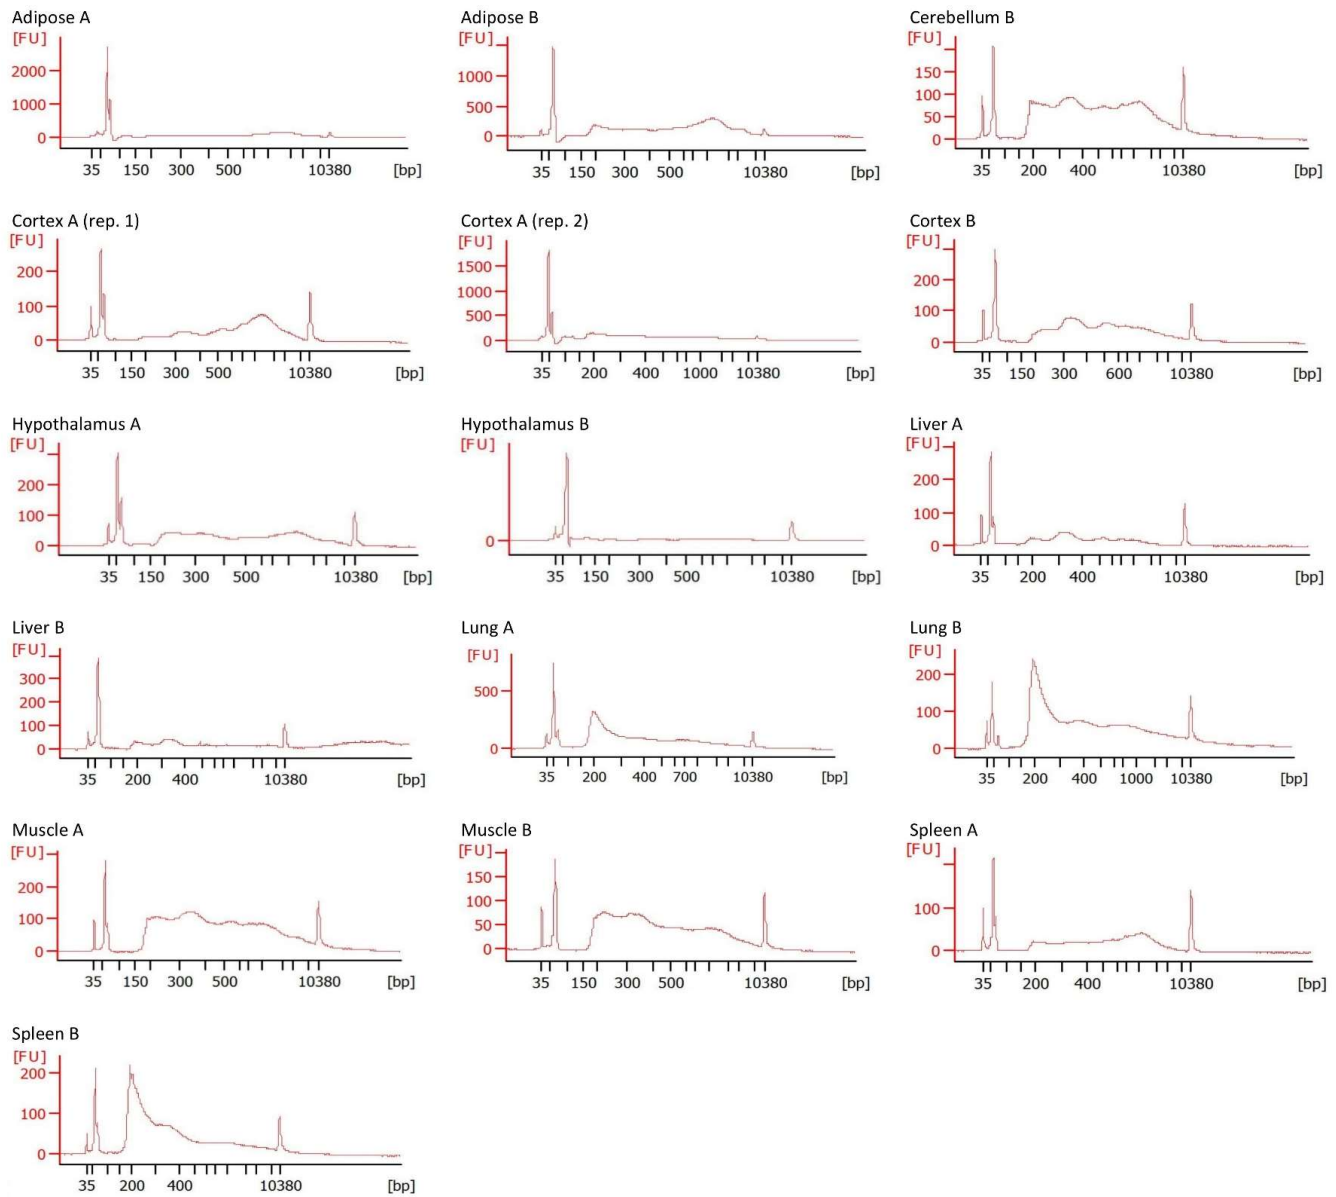 Adipose A
[FU]
2000
1000
0
35 150 300 500 10380 [bp]
Adipose B
[FU]
1000
500
0
35 150 300 500 10380 [bp]
Cerebellum B
[FU]
150
100
50
0
35 200 400 10380 [bp]
Cortex A (rep. 1)
[FU]
200
100
0
35 150 300 500 10380 [bp]
Cortex A (rep. 2)
[FU]
1500
1000
500
0
35 200 400 1000 10380 [bp]
Cortex B
[FU]
200
100
0
35 150 300 600 10380 [bp]
Hypothalamus A
[FU]
200
100
0
35 150 300 500 10380 [bp]
Hypothalamus B
[FU]
0
35 150 300 500 10380 [bp]
Liver A
[FU]
200
100
0
35 200 400 10380 [bp]
Liver B
[FU]
300
200
100
0
35 200 400 10380 [bp]
Lung A
[FU]
500
0
35 200 400 700 10380 [bp]
Lung B
[FU]
200
100
0
35 200 400 1000 10380 [bp]
Muscle A
[FU]
200
100
0
35 150 300 500 10380 [bp]
Muscle B
[FU]
150
100
50
0
35 150 300 500 10380 [bp]
Spleen A
[FU]
100
0
35 200 400 10380 [bp]
Spleen B
[FU]
200
100
0
35 200 400 10380 [bp]